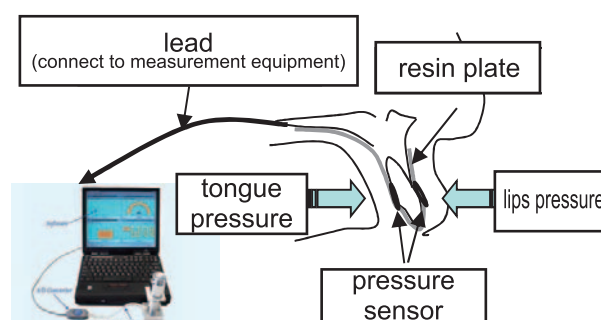 lead
(connect to measurement equipment)
resin plate
tongue
pressure
lips pressure
pressure
sensor